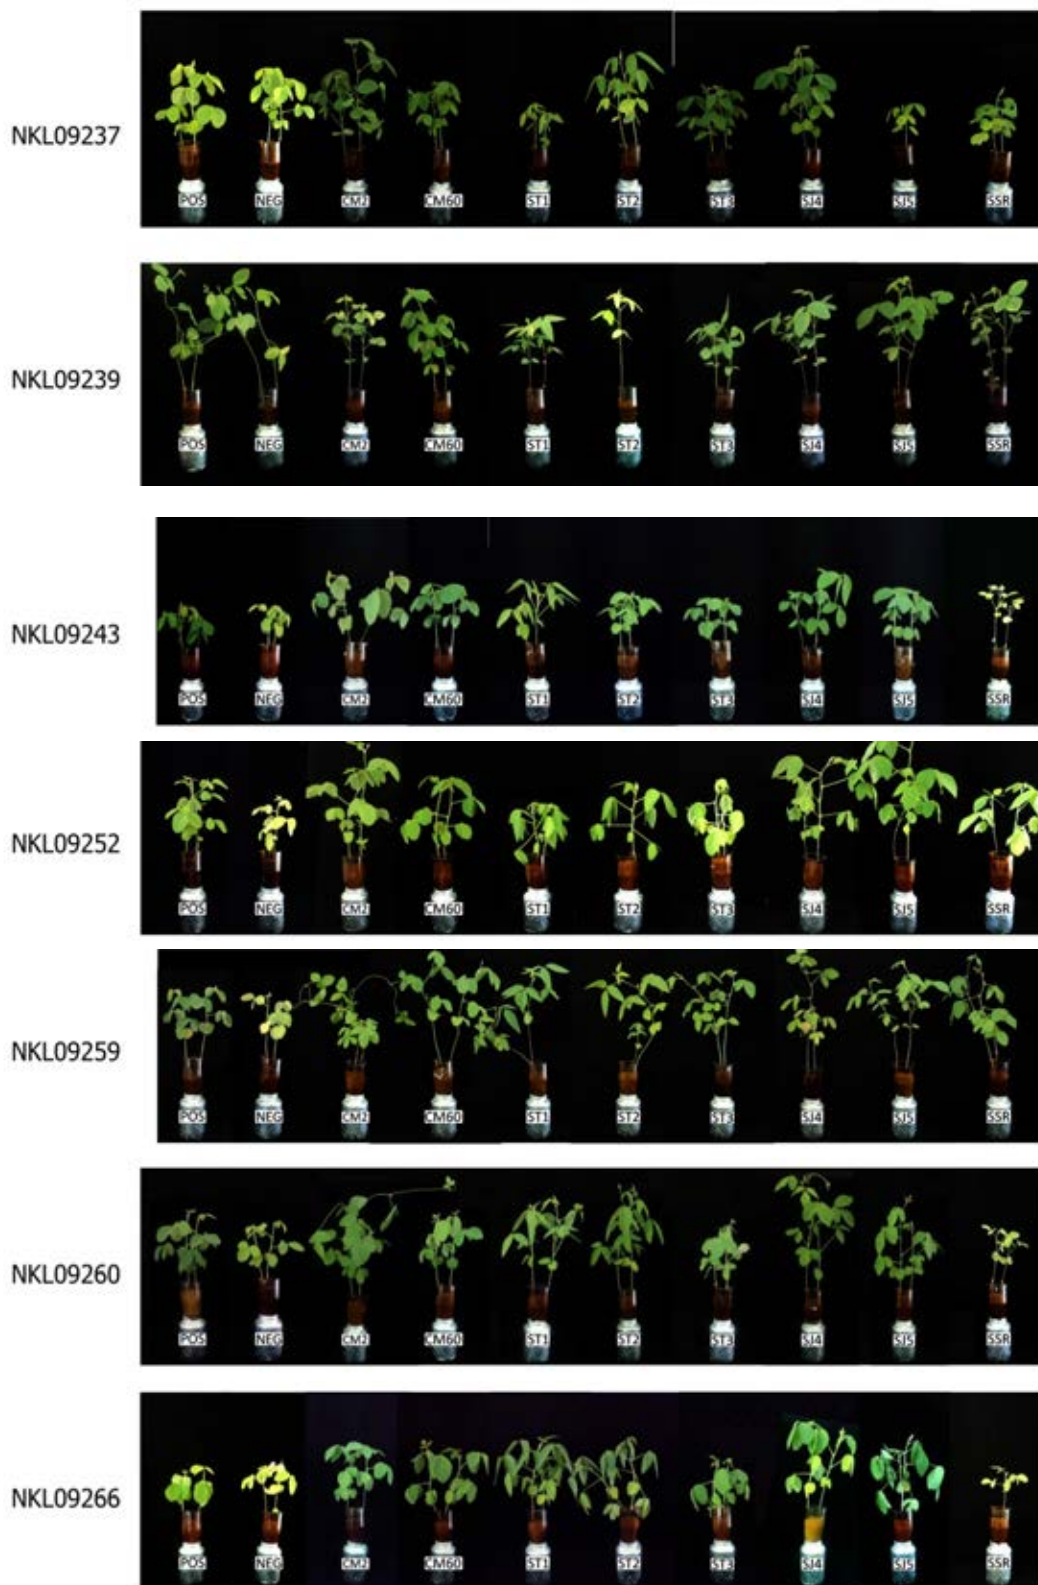 NKL09237
POS NEG CM2 CM60 ST1 ST2 ST3 SJ4 SJ5 SSR
NKL09239
POS NEG CM2 CM60 ST1 ST2 ST3 SJ4 SJ5 SSR
NKL09243
POS NEG CM2 CM60 ST1 ST2 ST3 SJ4 SJ5 SSR
NKL09252
POS NEG CM2 CM60 ST1 ST2 ST3 SJ4 SJ5 SSR
NKL09259
POS NEG CM2 CM60 ST1 ST2 ST3 SJ4 SJ5 SSR
NKL09260
POS NEG CM2 CM60 ST1 ST2 ST3 SJ4 SJ5 SSR
NKL09266
POS NEG CM2 CM60 ST1 ST2 ST3 SJ4 SJ5 SSR